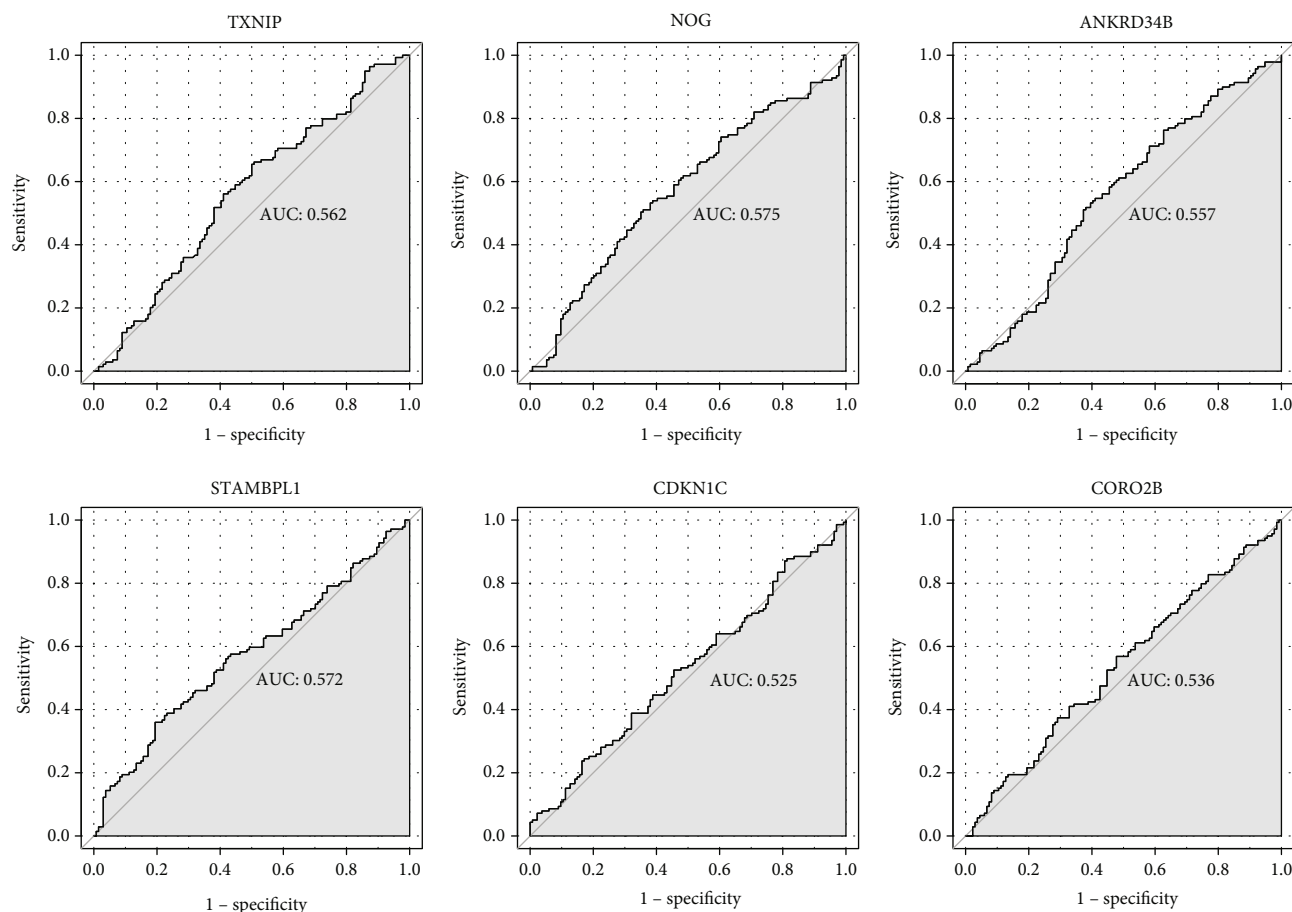 TXNIP
1.0
0.8
0.6
0.4
0.2
0.0
Sensitivity
AUC: 0.562
0.0 0.2 0.4 0.6 0.8 1.0
1 – specificity
NOG
1.0
0.8
0.6
0.4
0.2
0.0
Sensitivity
AUC: 0.575
0.0 0.2 0.4 0.6 0.8 1.0
1 – specificity
ANKRD34B
1.0
0.8
0.6
0.4
0.2
0.0
Sensitivity
AUC: 0.557
0.0 0.2 0.4 0.6 0.8 1.0
1 – specificity
STAMBPL1
1.0
0.8
0.6
0.4
0.2
0.0
Sensitivity
AUC: 0.572
0.0 0.2 0.4 0.6 0.8 1.0
1 – specificity
CDKN1C
1.0
0.8
0.6
0.4
0.2
0.0
Sensitivity
AUC: 0.525
0.0 0.2 0.4 0.6 0.8 1.0
1 – specificity
CORO2B
1.0
0.8
0.6
0.4
0.2
0.0
Sensitivity
AUC: 0.536
0.0 0.2 0.4 0.6 0.8 1.0
1 – specificity